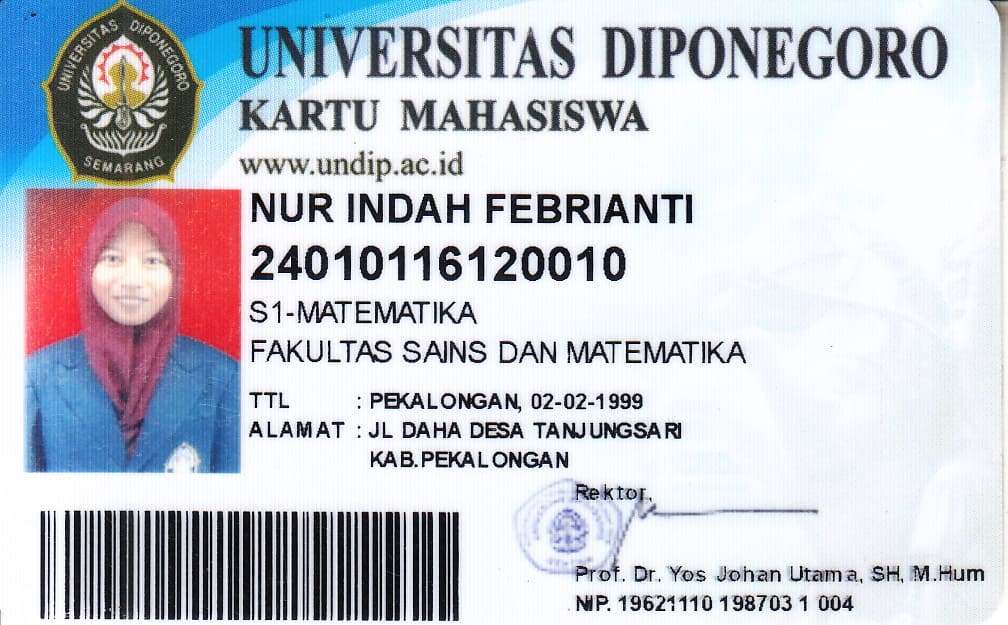 UNIVERSITAS DIPONEGORO
SEMARANG
UNIVERSITAS DIPONEGORO
KARTU MAHASISWA
www.undip.ac.id
NUR INDAH FEBRIANTI
24010116120010
S1-MATEMATIKA
FAKULTAS SAINS DAN MATEMATIKA
TTL : PEKALONGAN, 02-02-1999
ALAMAT : JL DAHA DESA TANJUNGSARI
KAB.PEKALONGAN
Rektor,
Prof. Dr. Yos Johan Utama, SH, M.Hum
NIP. 19621110 198703 1 004